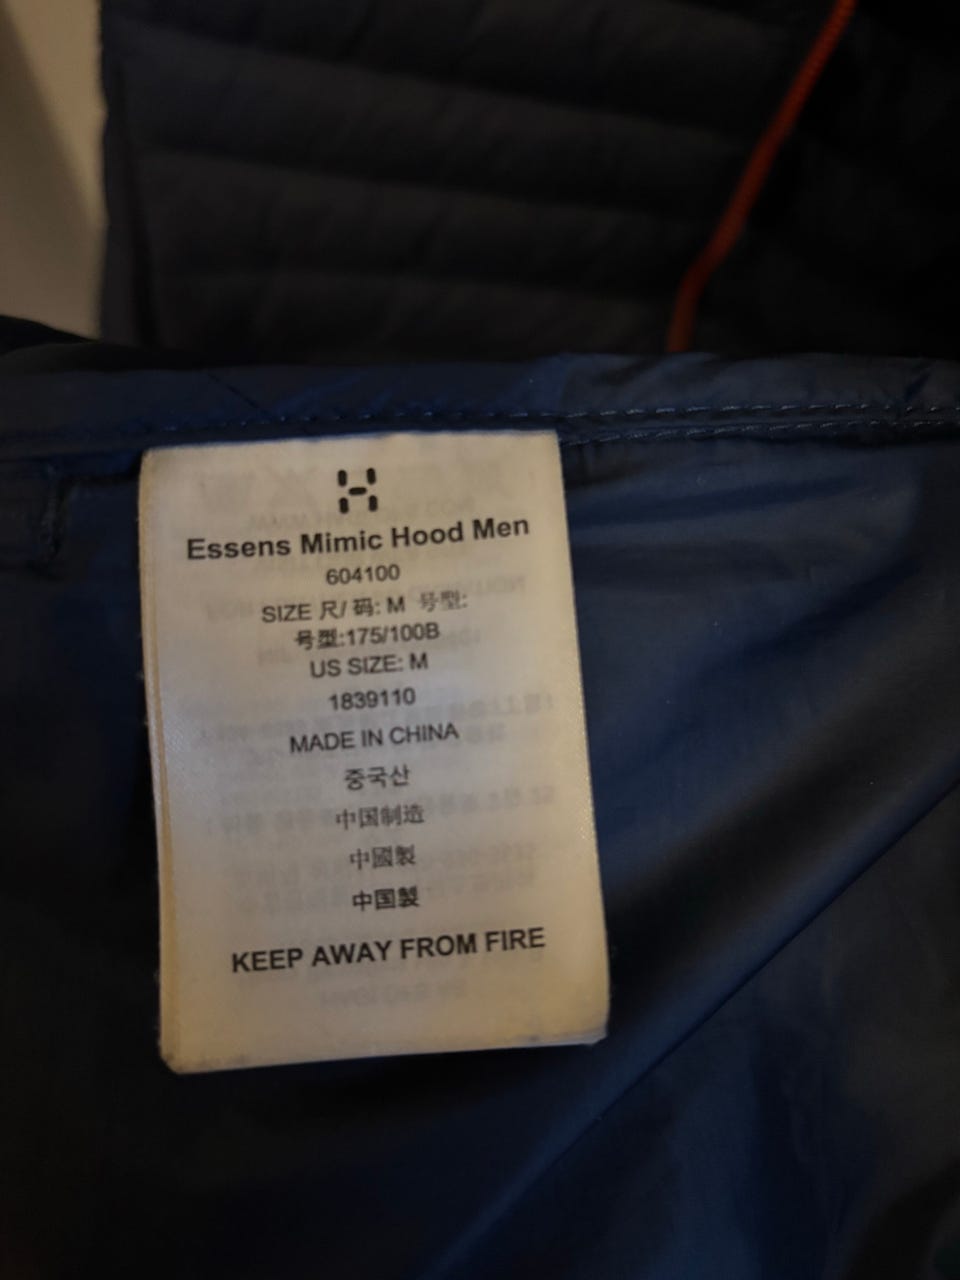 Essens Mimic Hood Men
604100
SIZE 尺/ 码: M 号型:
号型:175/100B
US SIZE: M
1839110
MADE IN CHINA
중국산
中国制造
中國製
中国製
KEEP AWAY FROM FIRE